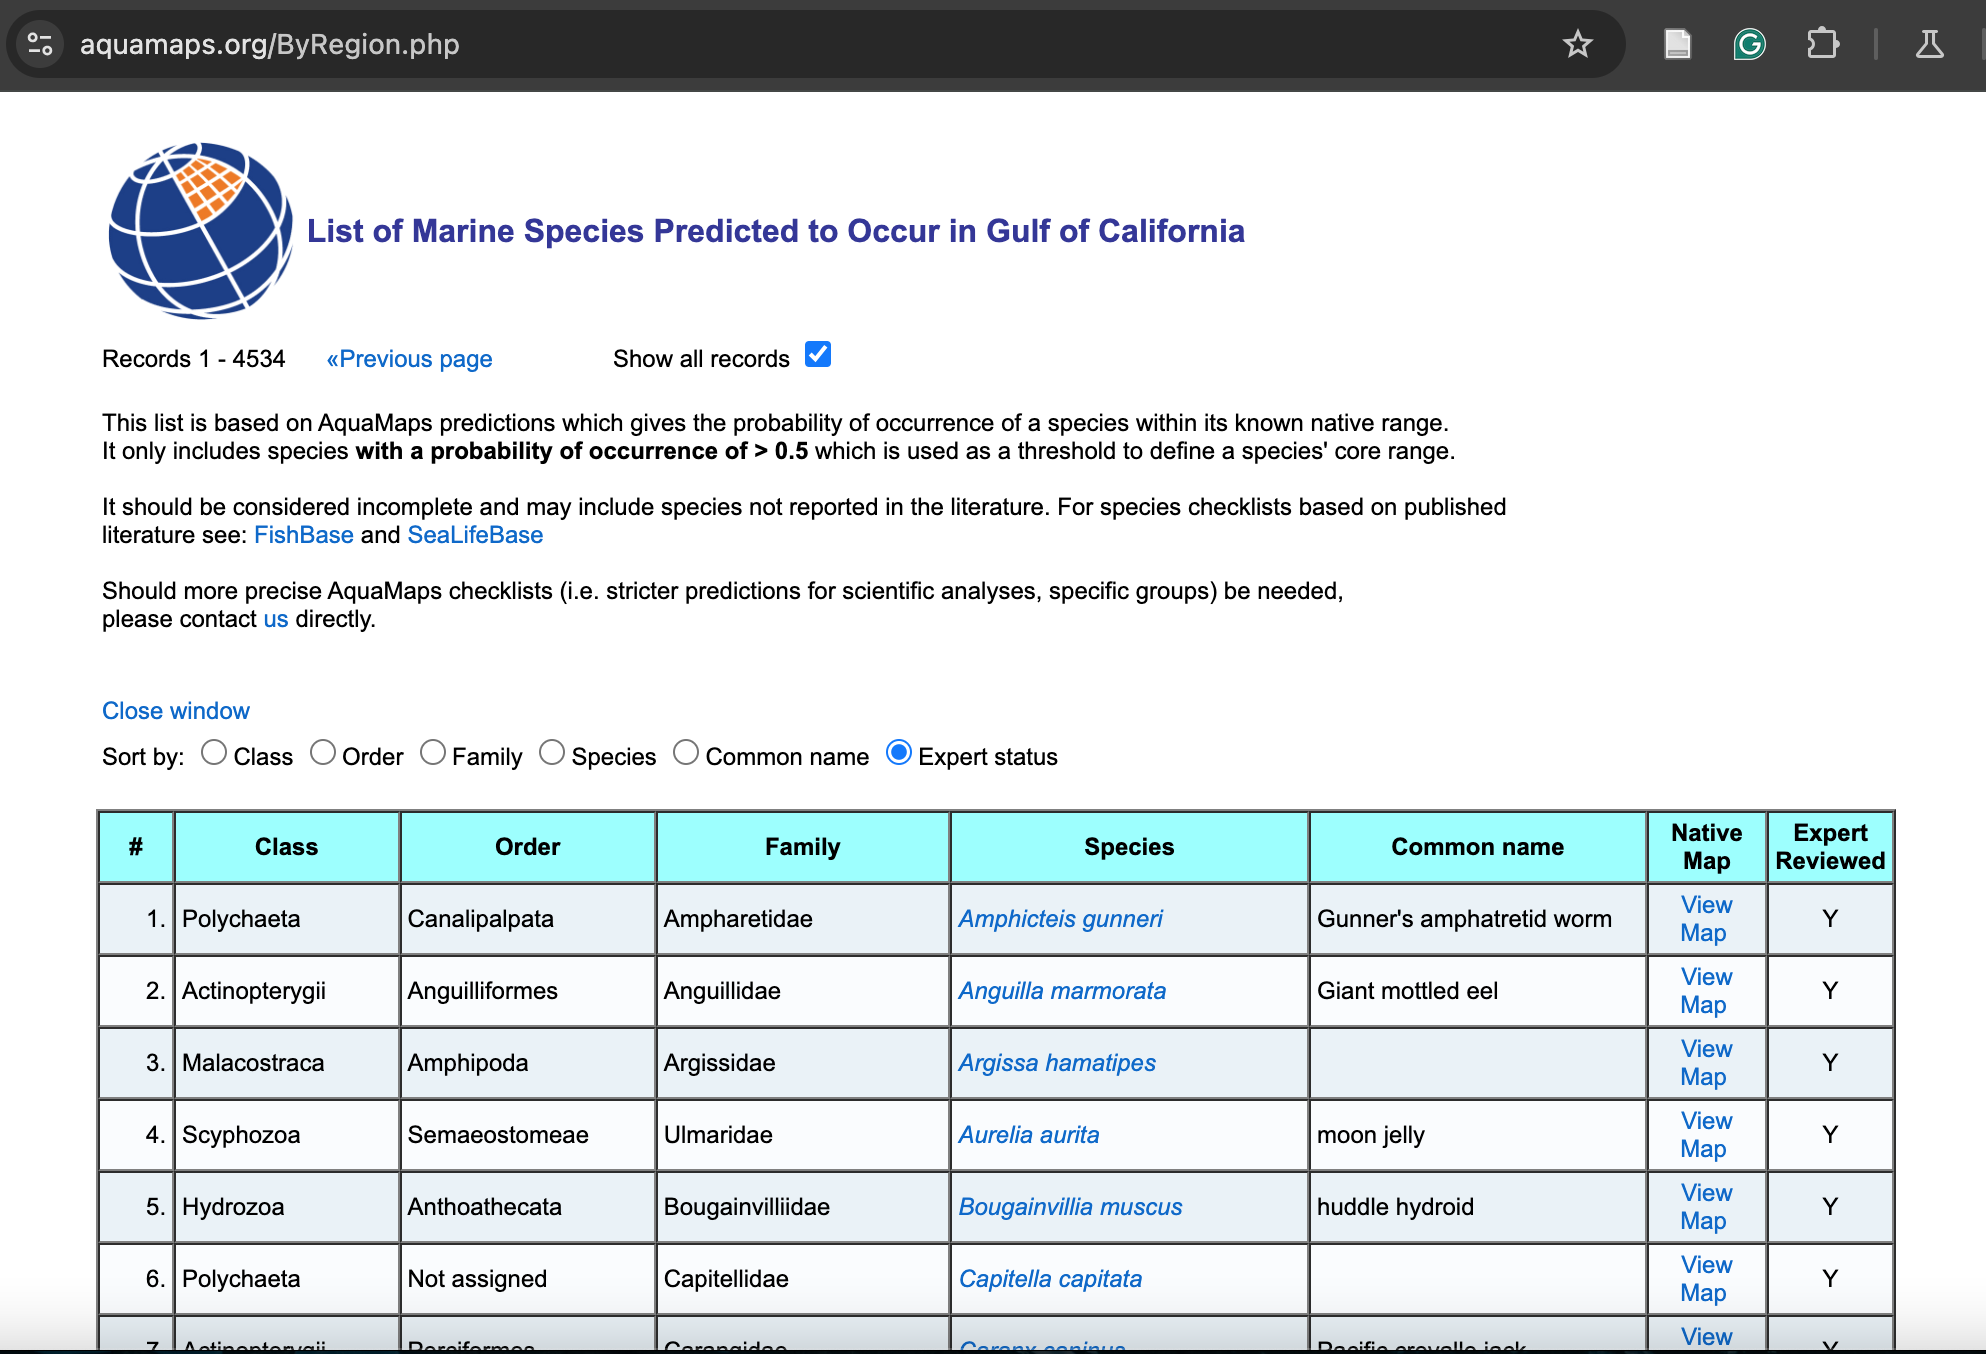 aquamaps.org/ByRegion.php
List of Marine Species Predicted to Occur in Gulf of California
Records 1 - 4534 «Previous page Show all records
This list is based on AquaMaps predictions which gives the probability of occurrence of a species within its known native range.
It only includes species with a probability of occurrence of > 0.5 which is used as a threshold to define a species' core range.
It should be considered incomplete and may include species not reported in the literature. For species checklists based on published
literature see: FishBase and SeaLifeBase
Should more precise AquaMaps checklists (i.e. stricter predictions for scientific analyses, specific groups) be needed,
please contact us directly.
Close window
Sort by: Class Order Family Species Common name Expert status
# Class Order Family Species Common name Native Map Expert Reviewed
1. Polychaeta Canalipalpata Ampharetidae Amphicteis gunneri Gunner's amphatretid worm View Map Y
2. Actinopterygii Anguilliformes Anguillidae Anguilla marmorata Giant mottled eel View Map Y
3. Malacostraca Amphipoda Argissidae Argissa hamatipes View Map Y
4. Scyphozoa Semaeostomeae Ulmaridae Aurelia aurita moon jelly View Map Y
5. Hydrozoa Anthoathecata Bougainvilliidae Bougainvillia muscus huddle hydroid View Map Y
6. Polychaeta Not assigned Capitellidae Capitella capitata View Map Y
7. Actinopterygii Perciformes Carangidae Caranx caninus Pacific crevalle jack View Y